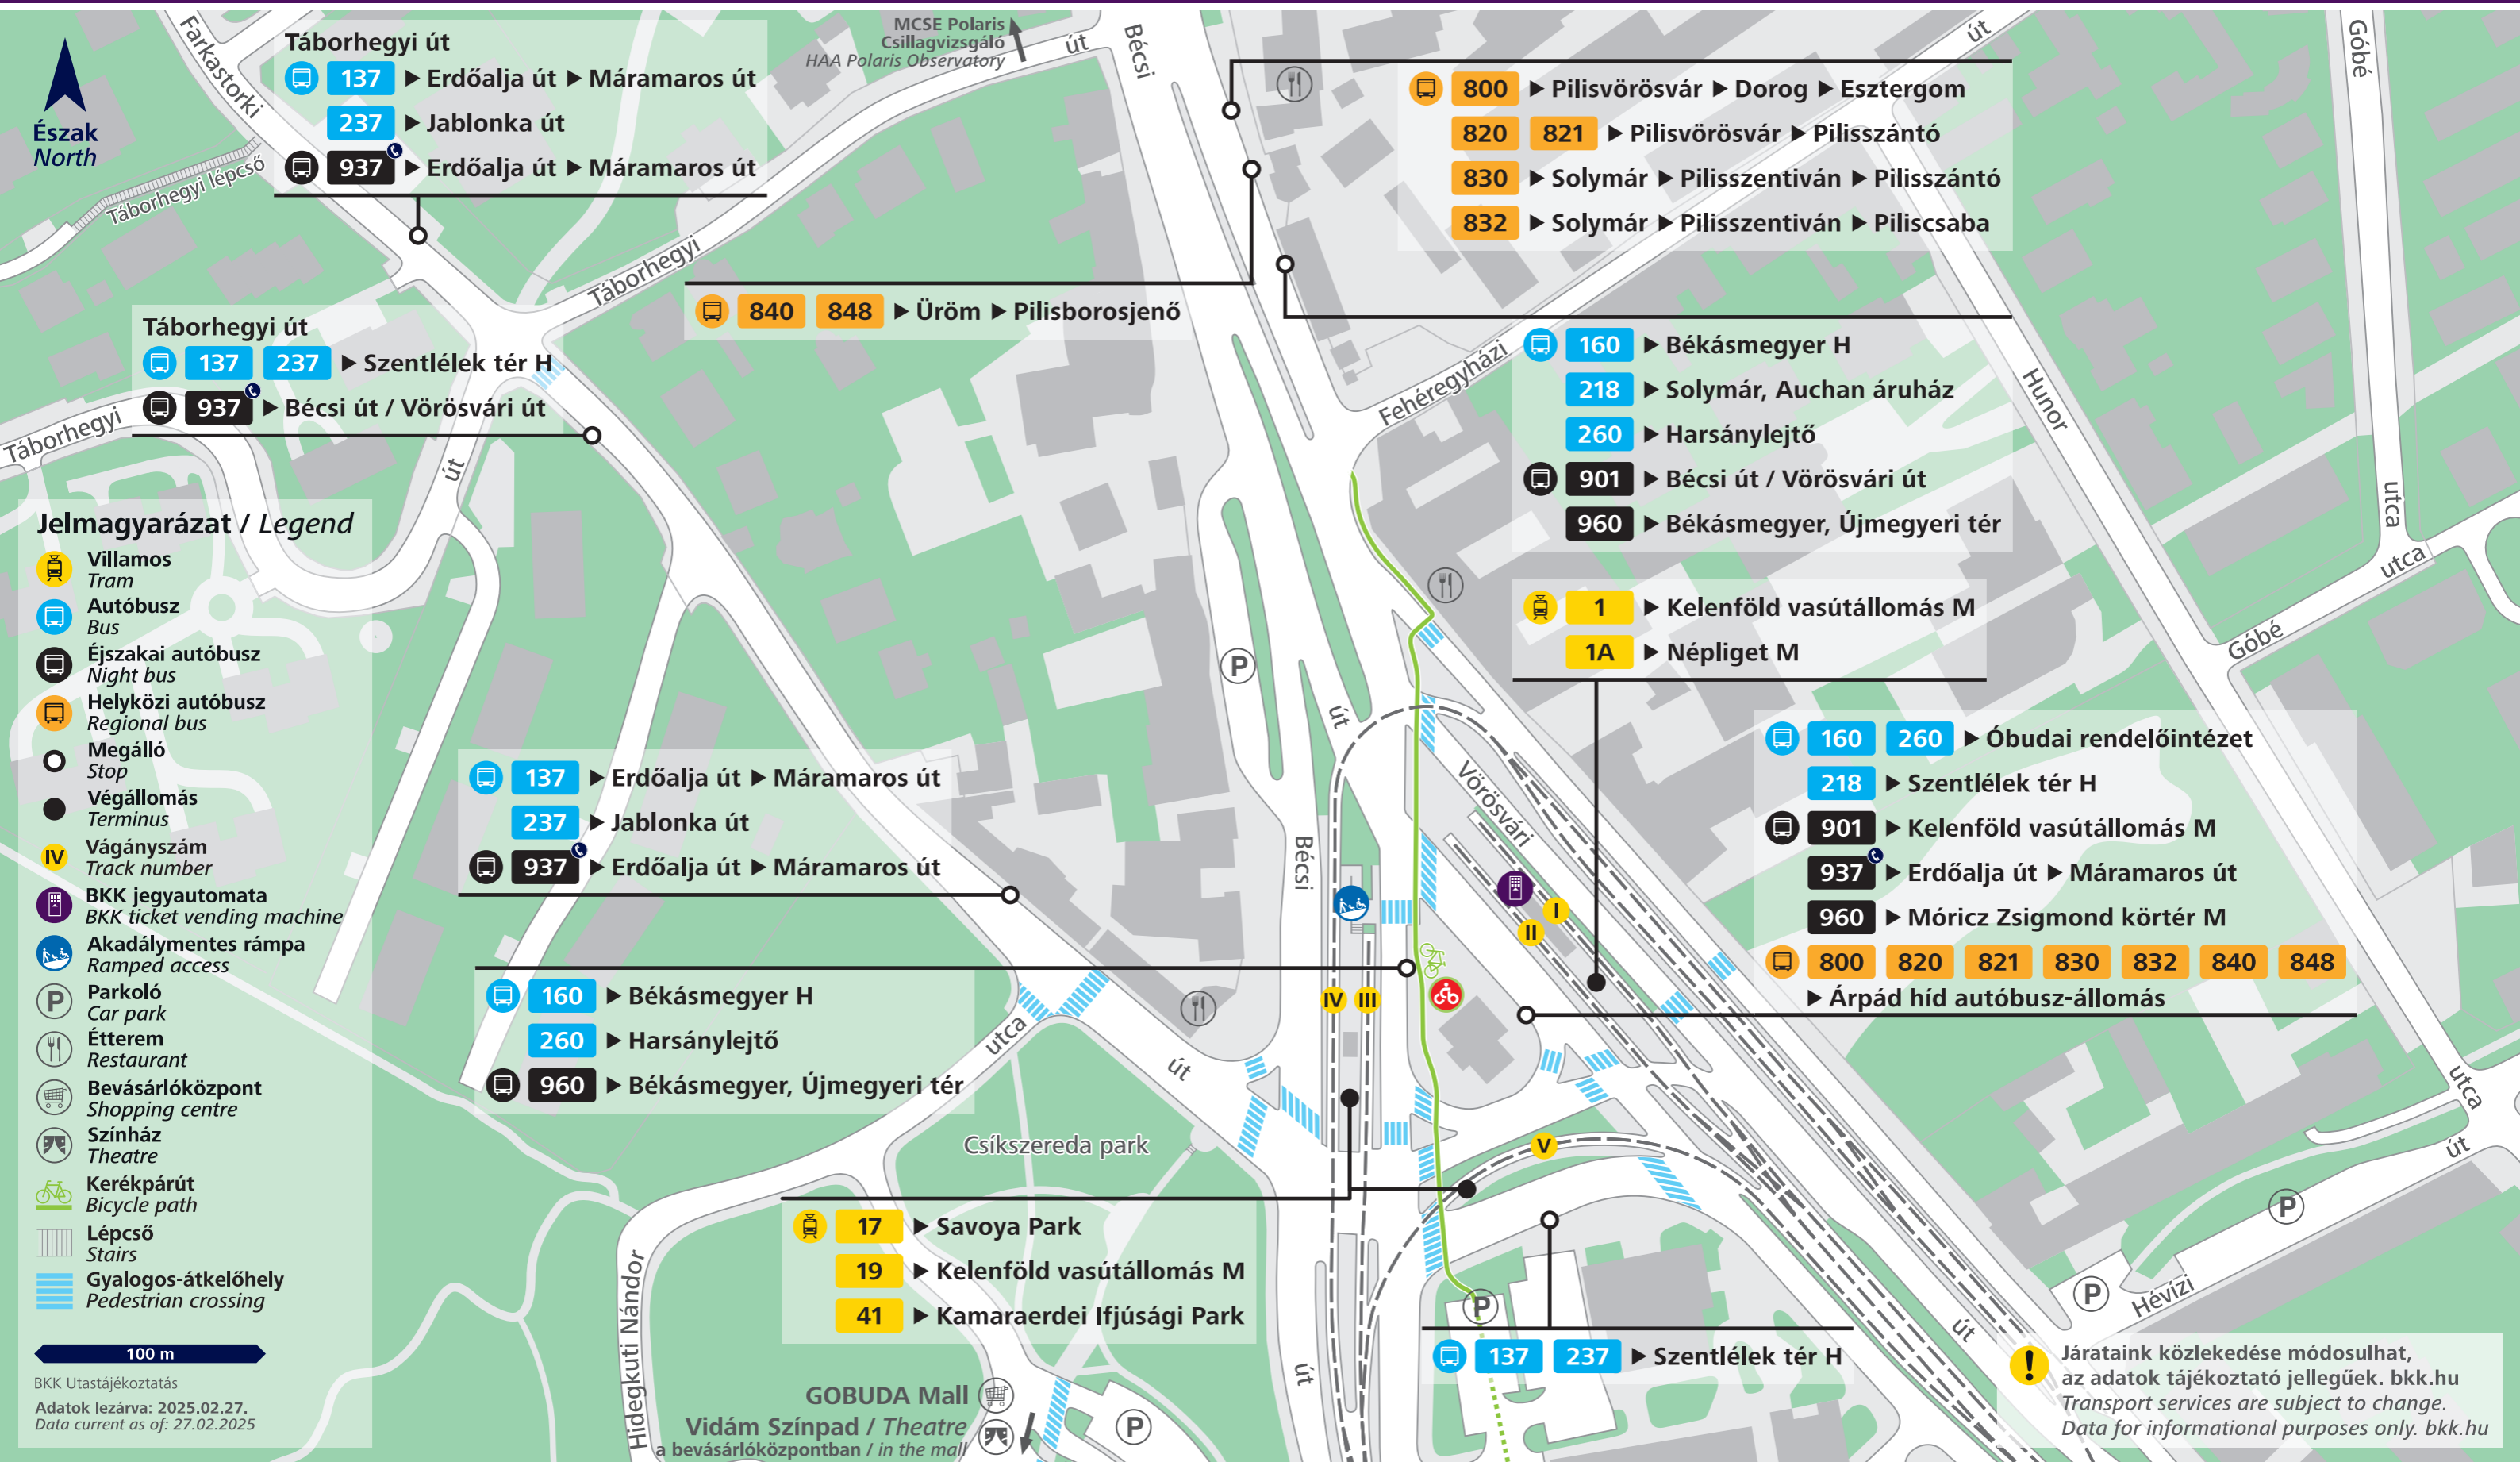 Észak
North
Farkastorki
Táborhegyi út
137 ▶ Erdőalja út ▶ Máramaros út
237 ▶ Jablonka út
937 ▶ Erdőalja út ▶ Máramaros út
MCSE Polaris
Csillagvizsgáló
HAA Polaris Observatory
út
Bécsi
út
Góbé
800 ▶ Pilisvörösvár ▶ Dorog ▶ Esztergom
820 821 ▶ Pilisvörösvár ▶ Pilisszántó
830 ▶ Solymár ▶ Pilisszentiván ▶ Pilisszántó
832 ▶ Solymár ▶ Pilisszentiván ▶ Piliscsaba
Táborhegyi lépcső
Táborhegyi
840 848 ▶ Üröm ▶ Pilisborosjenő
Táborhegyi út
137 237 ▶ Szentlélek tér H
937 ▶ Bécsi út / Vörösvári út
Táborhegyi
út
Fehéregyházi
Hunor
160 ▶ Békásmegyer H
218 ▶ Solymár, Auchan áruház
260 ▶ Harsánylejtő
901 ▶ Bécsi út / Vörösvári út
960 ▶ Békásmegyer, Újmegyeri tér
utca
utca
Góbé
1 ▶ Kelenföld vasútállomás M
1A ▶ Népliget M
P
út
Vörösvári
Bécsi
160 260 ▶ Óbudai rendelőintézet
218 ▶ Szentlélek tér H
901 ▶ Kelenföld vasútállomás M
937 ▶ Erdőalja út ▶ Máramaros út
960 ▶ Móricz Zsigmond körtér M
800 820 821 830 832 840 848
▶ Árpád híd autóbusz-állomás
137 ▶ Erdőalja út ▶ Máramaros út
237 ▶ Jablonka út
937 ▶ Erdőalja út ▶ Máramaros út
I
II
IV III
160 ▶ Békásmegyer H
260 ▶ Harsánylejtő
960 ▶ Békásmegyer, Újmegyeri tér
utca
út
utca
út
Csíkszereda park
V
17 ▶ Savoya Park
19 ▶ Kelenföld vasútállomás M
41 ▶ Kamaraerdei Ifjúsági Park
P
P
P
Hévízi
út
út
137 237 ▶ Szentlélek tér H
Hidegkuti Nándor
GOBUDA Mall
Vidám Színpad / Theatre
a bevásárlóközpontban / in the mall
P
Jelmagyarázat / Legend
Villamos
Tram
Autóbusz
Bus
Éjszakai autóbusz
Night bus
Helyközi autóbusz
Regional bus
Megálló
Stop
Végállomás
Terminus
IV Vágányszám
Track number
BKK jegyautomata
BKK ticket vending machine
Akadálymentes rámpa
Ramped access
P Parkoló
Car park
Étterem
Restaurant
Bevásárlóközpont
Shopping centre
Színház
Theatre
Kerékpárút
Bicycle path
Lépcső
Stairs
Gyalogos-átkelőhely
Pedestrian crossing
100 m
BKK Utastájékoztatás
Adatok lezárva: 2025.02.27.
Data current as of: 27.02.2025
! Járataink közlekedése módosulhat,
az adatok tájékoztató jellegűek. bkk.hu
Transport services are subject to change.
Data for informational purposes only. bkk.hu